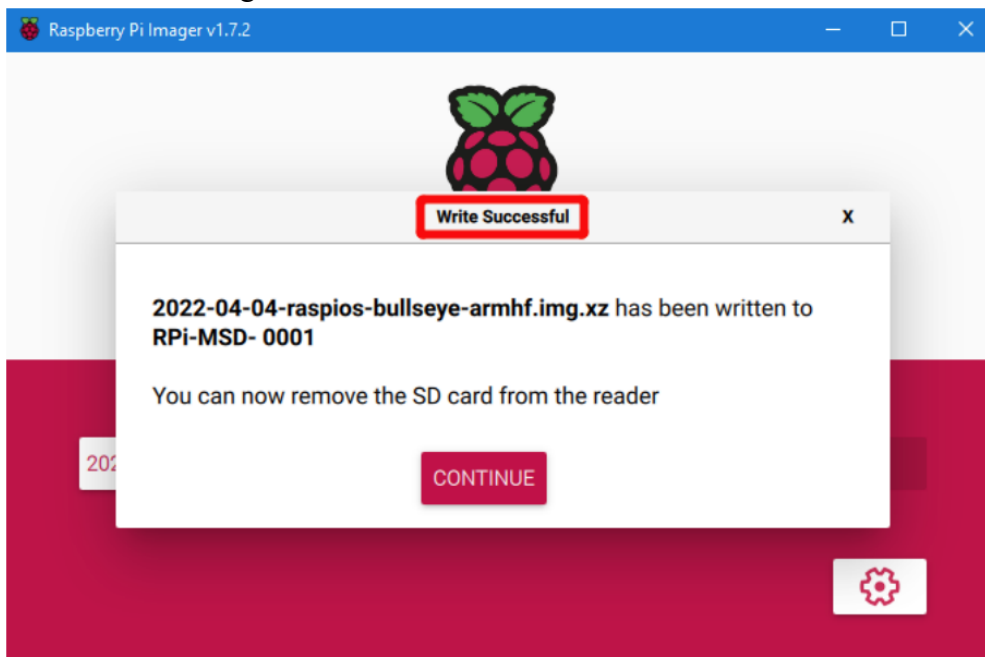 Raspberry Pi Imager v1.7.2
Write Successful
X
2022-04-04-raspios-bullseye-armhf.img.xz has been written to
RPi-MSD- 0001
You can now remove the SD card from the reader
202
CONTINUE